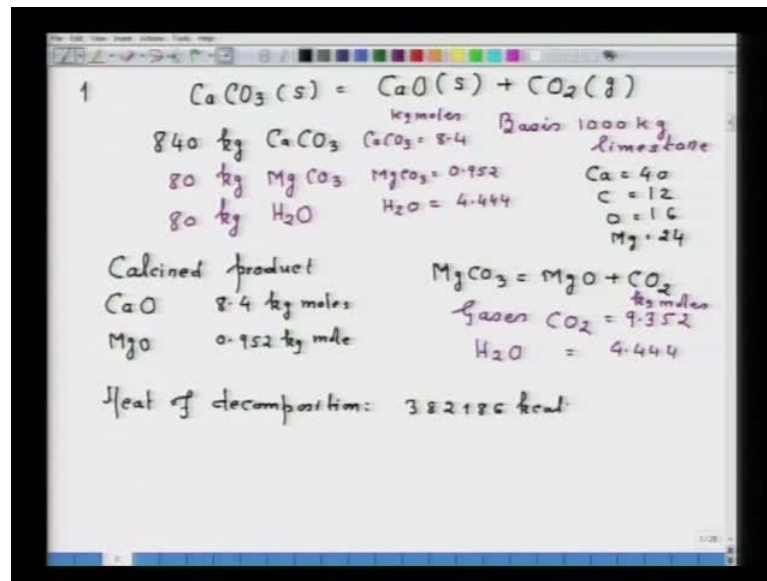 1 CaCO3(s) = CaO(s) + CO2(g)
kg moles Basis 1000 kg limestone
840 kg CaCO3 CaCO3 = 8.4
80 kg MgCO3 MgCO3 = 0.952
80 kg H2O H2O = 4.444
Ca = 40
C = 12
O = 16
Mg = 24
Calcined product
CaO 8.4 kg moles
MgO 0.952 kg mole
MgCO3 = MgO + CO2
kg moles
Gases CO2 = 9.352
H2O = 4.444
Heat of decomposition: 382186 kcal